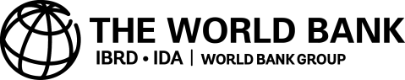 THE WORLD BANK
IBRD • IDA | WORLD BANK GROUP